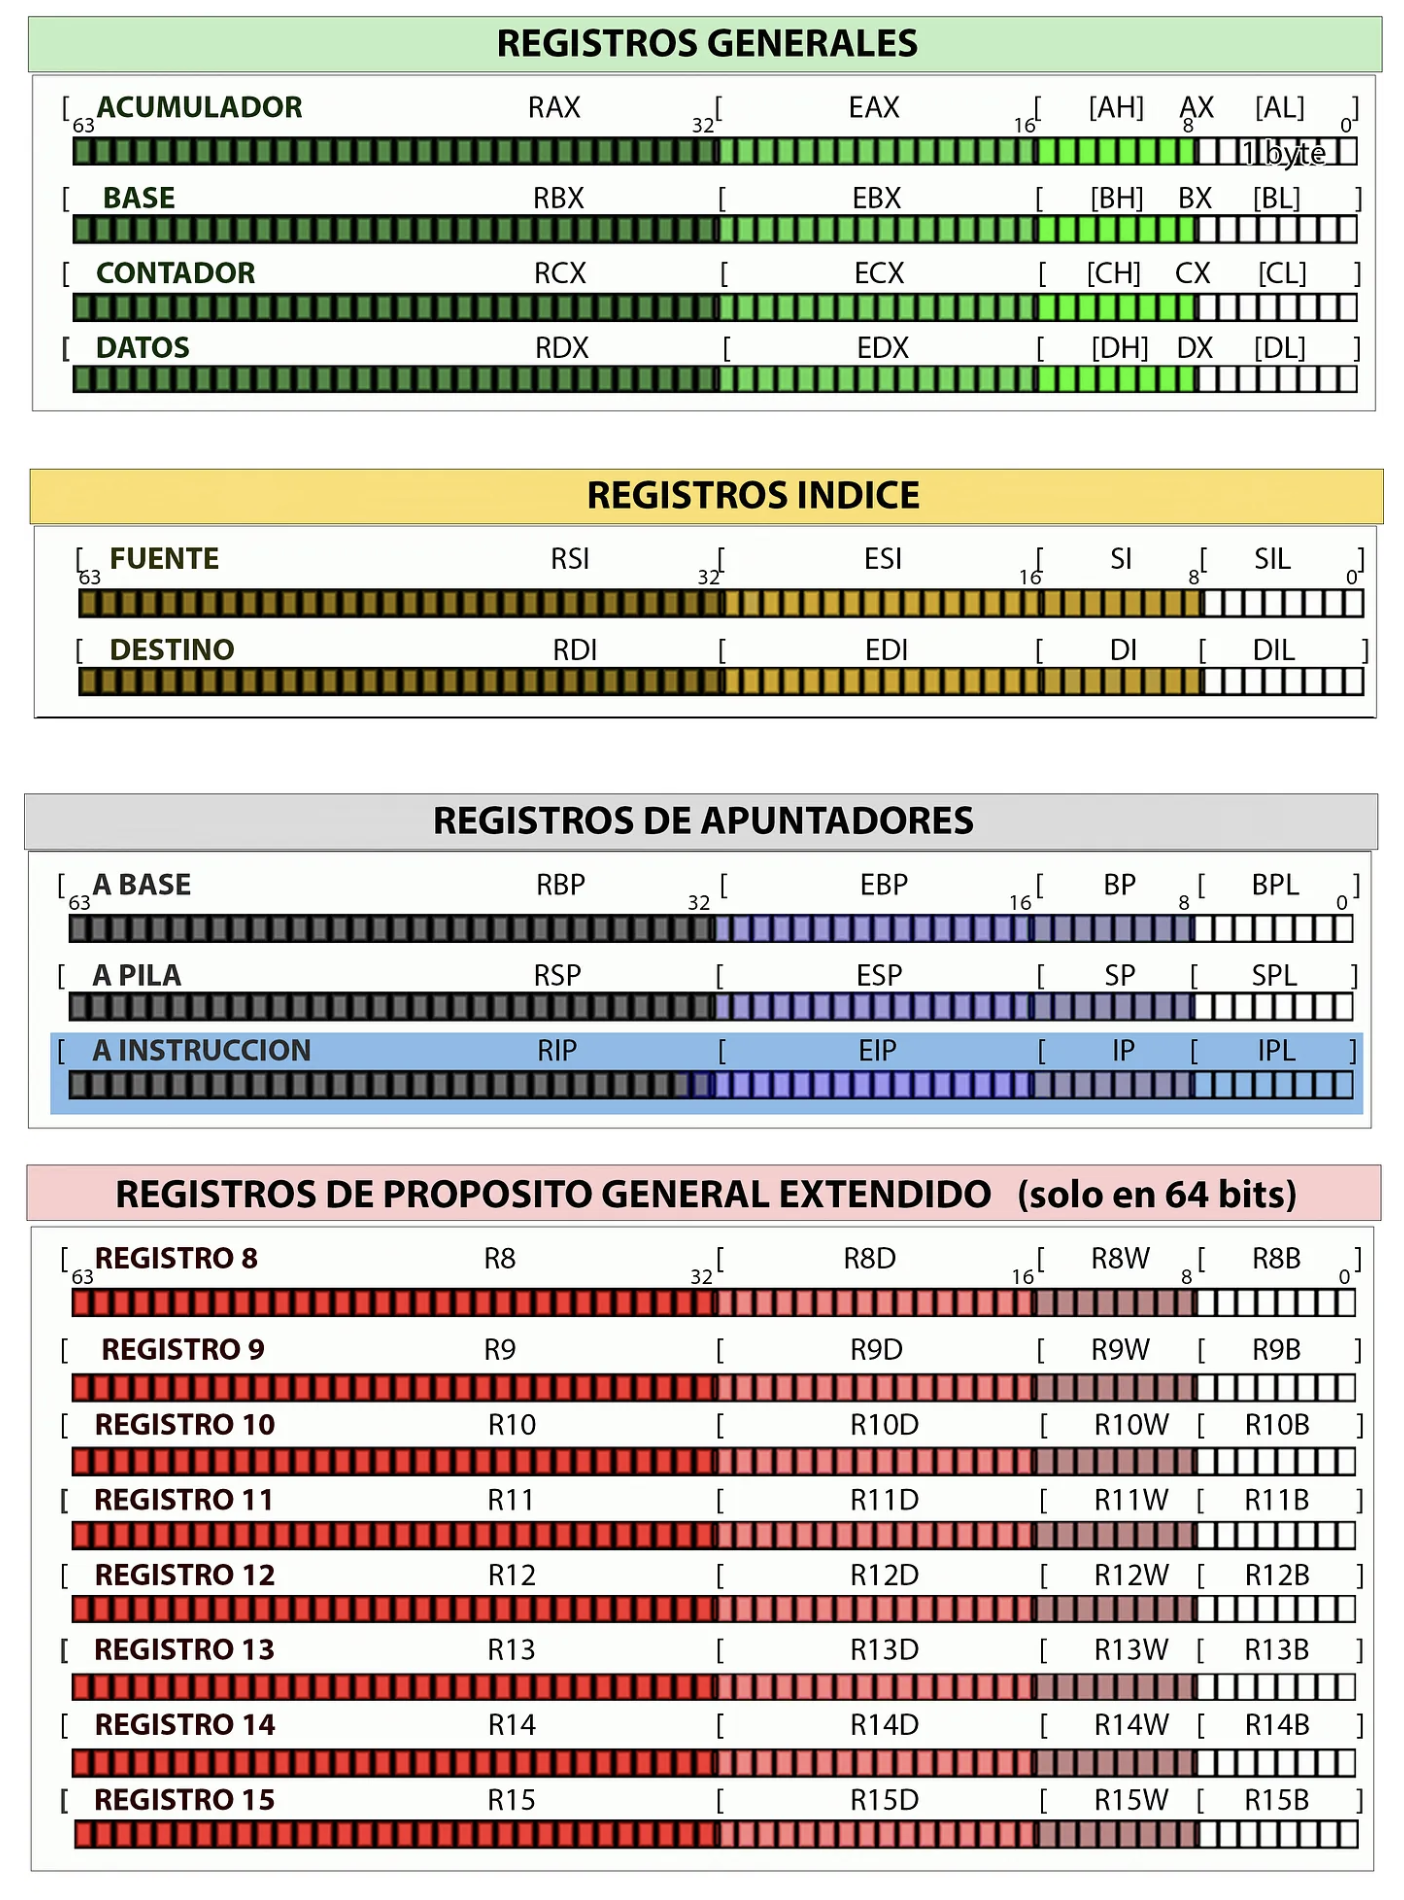 REGISTROS GENERALES
[ ACUMULADOR RAX [ EAX [ [AH] AX [AL] ]
63 32 16 8 0
1 byte
[ BASE RBX [ EBX [ [BH] BX [BL] ]
[ CONTADOR RCX [ ECX [ [CH] CX [CL] ]
[ DATOS RDX [ EDX [ [DH] DX [DL] ]
REGISTROS INDICE
[ FUENTE RSI [ ESI [ SI [ SIL ]
63 32 16 8 0
[ DESTINO RDI [ EDI [ DI [ DIL ]
REGISTROS DE APUNTADORES
[ A BASE RBP [ EBP [ BP [ BPL ]
63 32 16 8 0
[ A PILA RSP [ ESP [ SP [ SPL ]
[ A INSTRUCCION RIP [ EIP [ IP [ IPL ]
REGISTROS DE PROPOSITO GENERAL EXTENDIDO (solo en 64 bits)
[ REGISTRO 8 R8 [ R8D [ R8W [ R8B ]
63 32 16 8 0
[ REGISTRO 9 R9 [ R9D [ R9W [ R9B ]
[ REGISTRO 10 R10 [ R10D [ R10W [ R10B ]
[ REGISTRO 11 R11 [ R11D [ R11W [ R11B ]
[ REGISTRO 12 R12 [ R12D [ R12W [ R12B ]
[ REGISTRO 13 R13 [ R13D [ R13W [ R13B ]
[ REGISTRO 14 R14 [ R14D [ R14W [ R14B ]
[ REGISTRO 15 R15 [ R15D [ R15W [ R15B ]